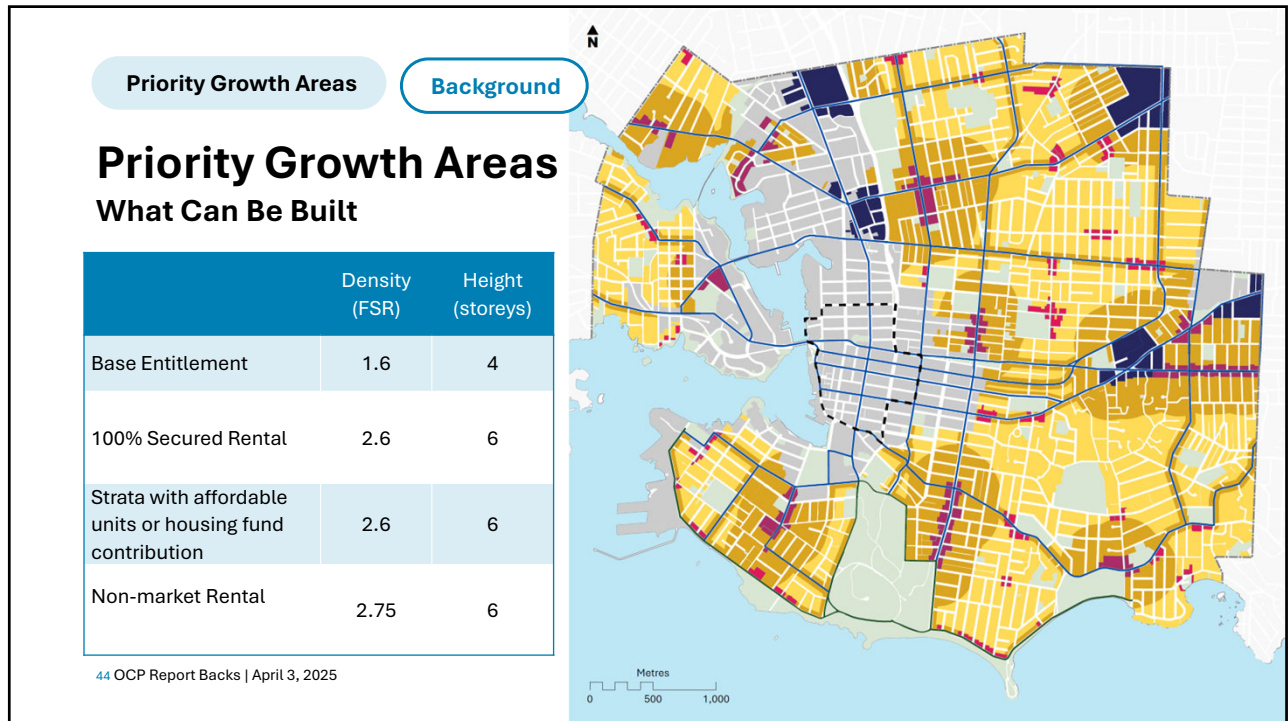 Priority Growth Areas
Background
Priority Growth Areas
What Can Be Built
Density
(FSR)
Height
(storeys)
Base Entitlement
1.6
4
100% Secured Rental
2.6
6
Strata with affordable
units or housing fund
contribution
2.6
6
Non-market Rental
2.75
6
44 OCP Report Backs | April 3, 2025
N
Metres
0 500 1,000